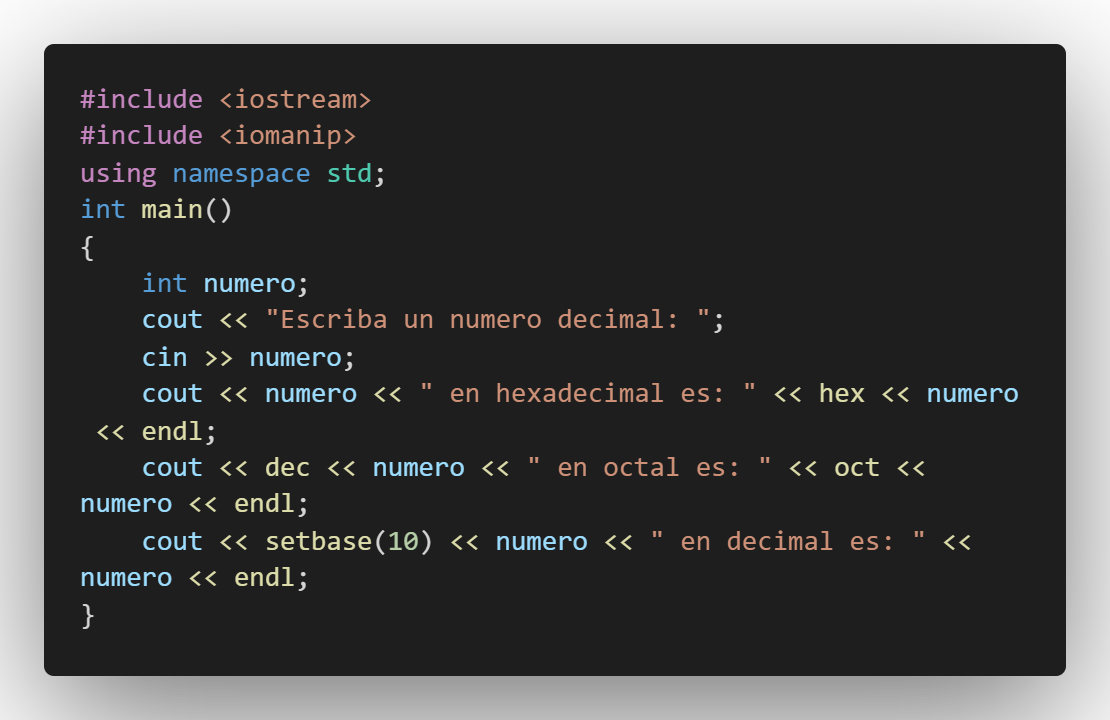 #include <iostream>
#include <iomanip>
using namespace std;
int main()
{
    int numero;
    cout << "Escriba un numero decimal: ";
    cin >> numero;
    cout << numero << " en hexadecimal es: " << hex << numero
 << endl;
    cout << dec << numero << " en octal es: " << oct <<
numero << endl;
    cout << setbase(10) << numero << " en decimal es: " <<
numero << endl;
}